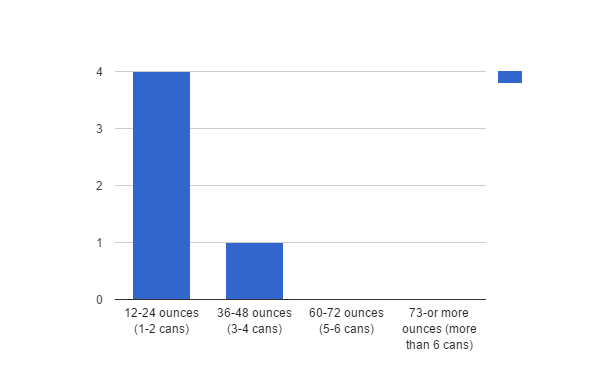 4
3
2
1
0
12-24 ounces
(1-2 cans)
36-48 ounces
(3-4 cans)
60-72 ounces
(5-6 cans)
73-or more
ounces (more
than 6 cans)